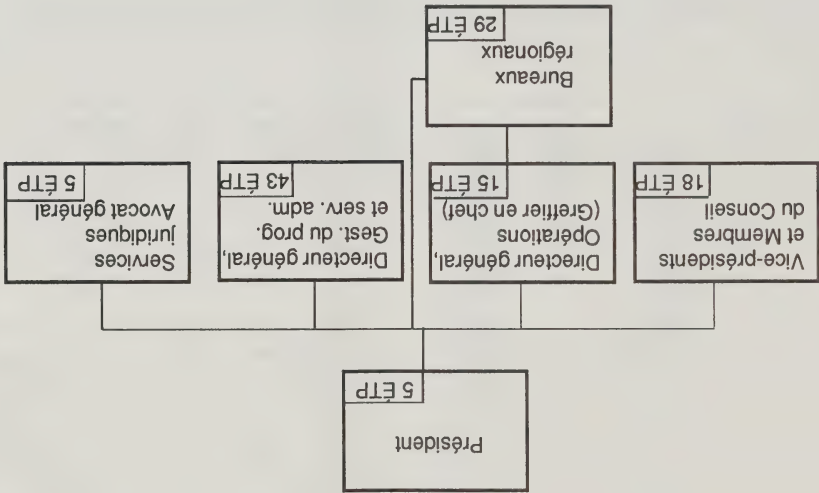 Président
5 ÉTP
Vice-présidents
et Membres
du Conseil
18 ÉTP
Directeur général,
Opérations
(Greffier en chef)
15 ÉTP
Directeur général,
Gest. du prog.
et serv. adm.
43 ÉTP
Services
juridiques
Avocat général
5 ÉTP
Bureaux
régionaux
29 ÉTP